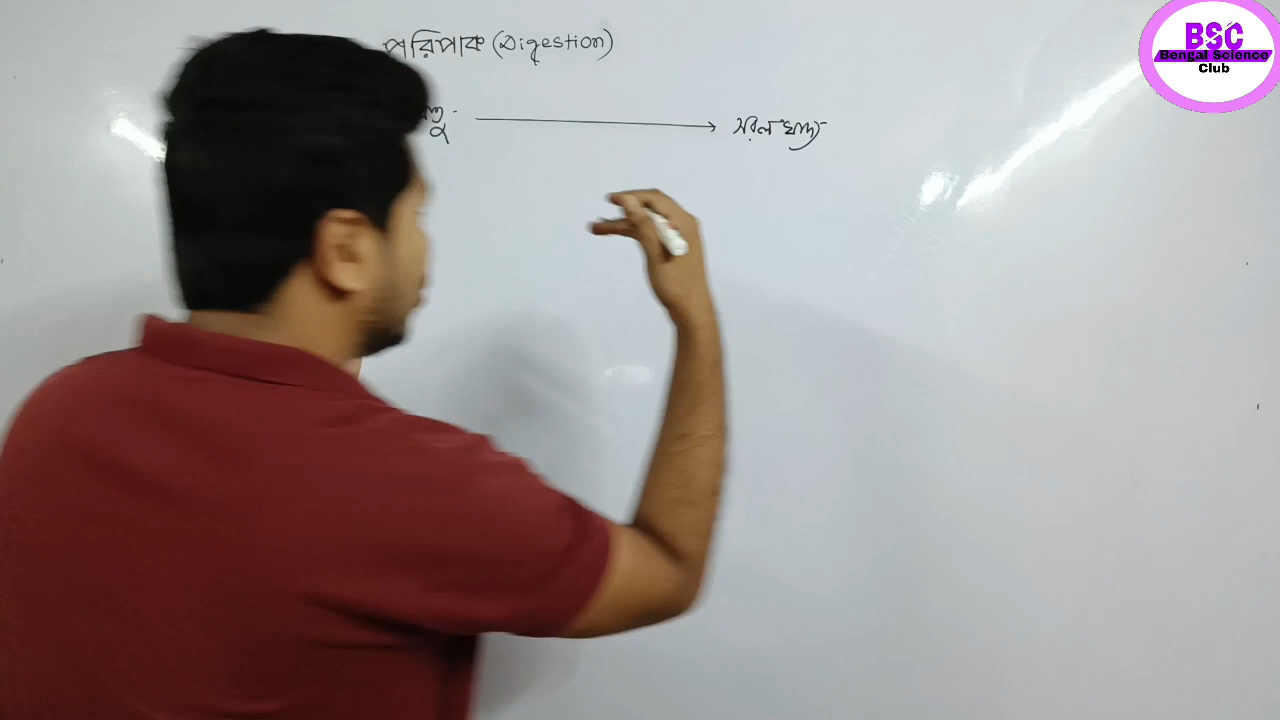 পরিপাক (Digestion)
সরল খাদ্য
BSC
Bengal Science
Club